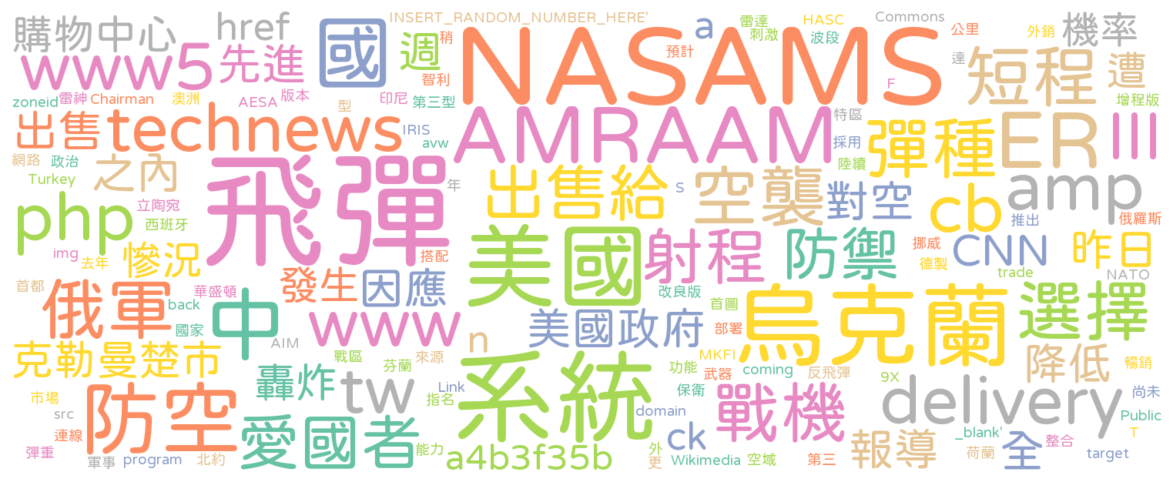 INSERT_RANDOM_NUMBER_HERE'
購物中心
href
國
週
稍
NASAMS
預計
a
雷達
刺激
HASC
波段
Commons
公里
外銷
機率
www
5
先進
智利
F
達
短程
遭
zoneid
雷神
Chairman
澳洲
AESA
版本
型
印尼
第三型
增程版
出售
technews
IRIS
avw
AMRAAM
特區
採用
陸續
彈種
ER
III
網路
政治
Turkey
之內
飛彈
年
出售給
S
空襲
對空
cb
amp
php
立陶宛
西班牙
img
去年
慘況
搭配
美國
射程
防禦
推出
挪威
德製
CNN
trade
俄羅斯
昨日
NATO
首都
俄軍
back
華盛頓
國家
中
發生
因應
改良版
首圖
烏克蘭
選擇
AIM
www
n
美國政府
部署
克勒曼楚市
戰區
芬蘭
來源
系統
功能
武器
MKFI
coming
反飛彈
降低
暢銷
市場
src
連線
防空
轟炸
tw
Link
指名
保衛
9X
戰機
delivery
尚未
Public
T
彈重
軍事
program
北約
愛國者
能力
a4b3f35b
domain
ck
外
更
Wikimedia
空域
第三
報導
_blank'
荷蘭
全
整合
target